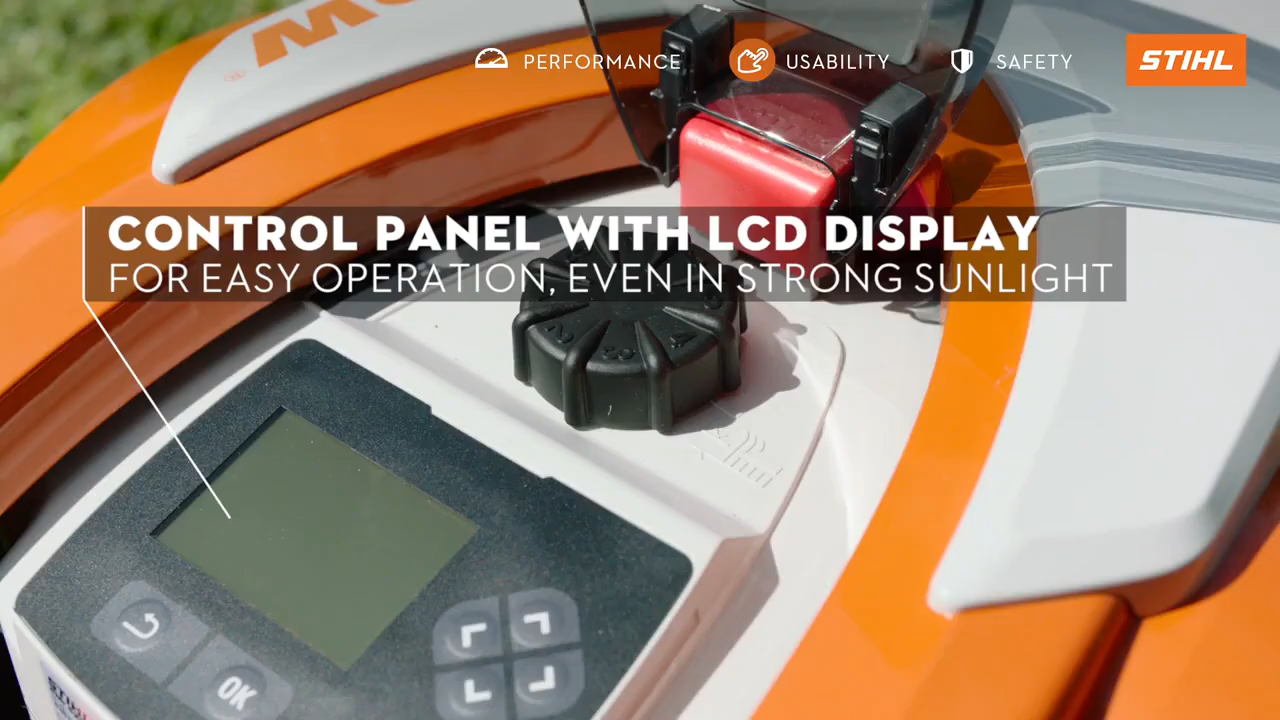 PERFORMANCE
USABILITY
SAFETY
STIHL
CONTROL PANEL WITH LCD DISPLAY
FOR EASY OPERATION, EVEN IN STRONG SUNLIGHT
OK